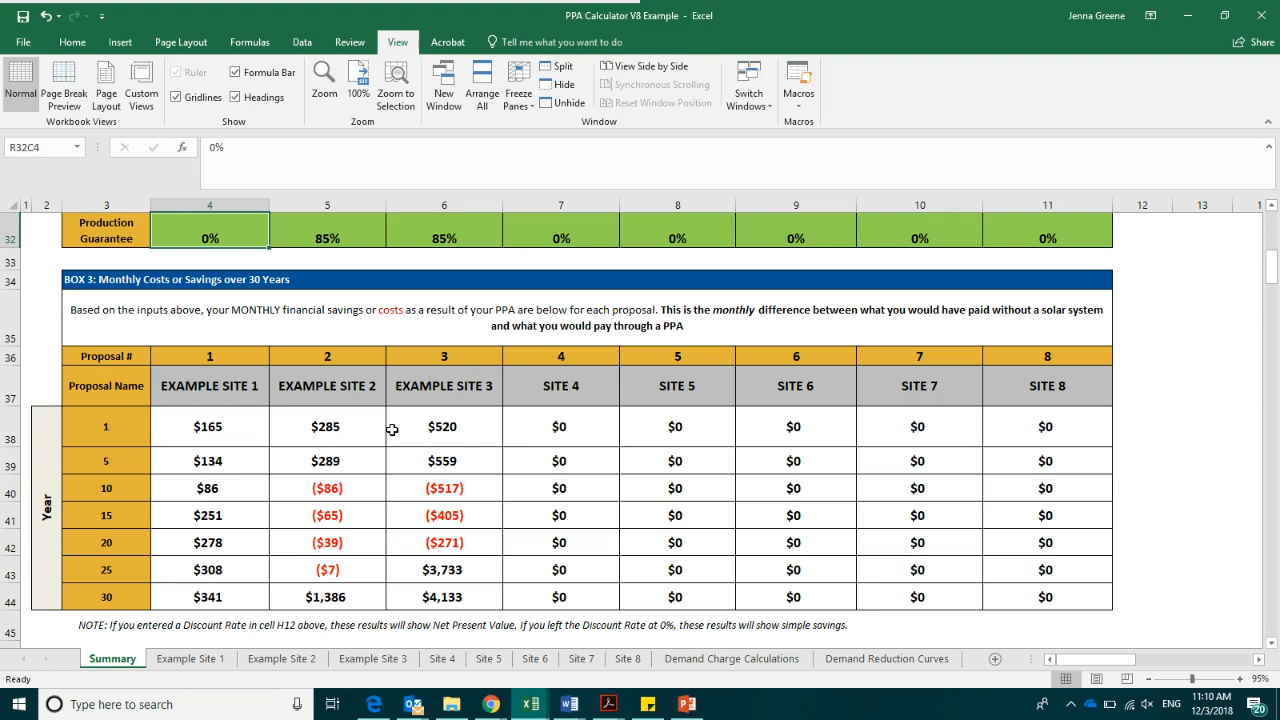 PPA Calculator V8 Example - Excel
Jenna Greene
File Home Insert Page Layout Formulas Data Review View Acrobat Tell me what you want to do Share
Normal
Page Break Preview
Page Layout
Custom Views
Workbook Views
Ruler
Formula Bar
Gridlines
Headings
Show
Zoom
100%
Zoom to Selection
Zoom
New Window
Arrange All
Freeze Panes
Split
Hide
Unhide
View Side by Side
Synchronous Scrolling
Reset Window Position
Window
Switch Windows
Macros
Macros
R32C4 fx 0%
1 2 3 4 5 6 7 8 9 10 11 12 13 1
32 Production Guarantee 0% 85% 85% 0% 0% 0% 0% 0%
33
34 BOX 3: Monthly Costs or Savings over 30 Years
Based on the inputs above, your MONTHLY financial savings or costs as a result of your PPA are below for each proposal. This is the monthly difference between what you would have paid without a solar system
35 and what you would pay through a PPA
36 Proposal # 1 2 3 4 5 6 7 8
37 Proposal Name EXAMPLE SITE 1 EXAMPLE SITE 2 EXAMPLE SITE 3 SITE 4 SITE 5 SITE 6 SITE 7 SITE 8
Year
38 1 $165 $285 $520 $0 $0 $0 $0 $0
39 5 $134 $289 $559 $0 $0 $0 $0 $0
40 10 $86 ($86) ($517) $0 $0 $0 $0 $0
41 15 $251 ($65) ($405) $0 $0 $0 $0 $0
42 20 $278 ($39) ($271) $0 $0 $0 $0 $0
43 25 $308 ($7) $3,733 $0 $0 $0 $0 $0
44 30 $341 $1,386 $4,133 $0 $0 $0 $0 $0
45 NOTE: If you entered a Discount Rate in cell H12 above, these results will show Net Present Value. If you left the Discount Rate at 0%, these results will show simple savings.
Summary Example Site 1 Example Site 2 Example Site 3 Site 4 Site 5 Site 6 Site 7 Site 8 Demand Charge Calculations Demand Reduction Curves
Ready 95%
Type here to search
ENG
11:10 AM
12/3/2018
20